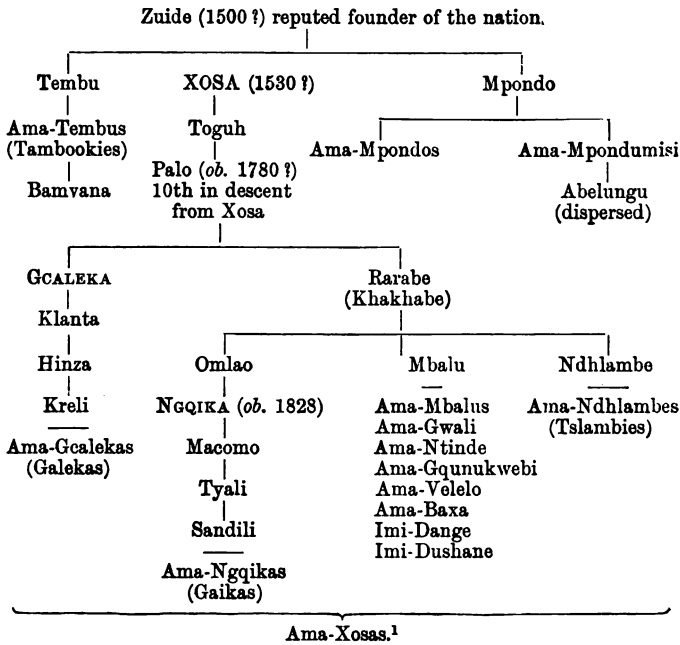 Zuide (1500 ?) reputed founder of the nation.
Tembu XOSA (1530 ?) Mpondo
Ama-Tembus Toguh Ama-Mpondos Ama-Mpondumisi
(Tambookies)
Palo (ob. 1780 ?)
Bamvana 10th in descent Abelungu
from Xosa (dispersed)
GCALEKA Rarabe
(Khakhabe)
Klanta
Hinza Omlao Mbalu Ndhlambe
Kreli NGQIKA (ob. 1828) Ama-Mbalus Ama-Ndhlambes
Ama-Gwali (Tslambies)
Ama-Gcalekas Macomo Ama-Ntinde
(Galekas) Ama-Gqunukwebi
Tyali Ama-Velelo
Ama-Baxa
Sandili Imi-Dange
Imi-Dushane
Ama-Ngqikas
(Gaikas)
Ama-Xosas.¹